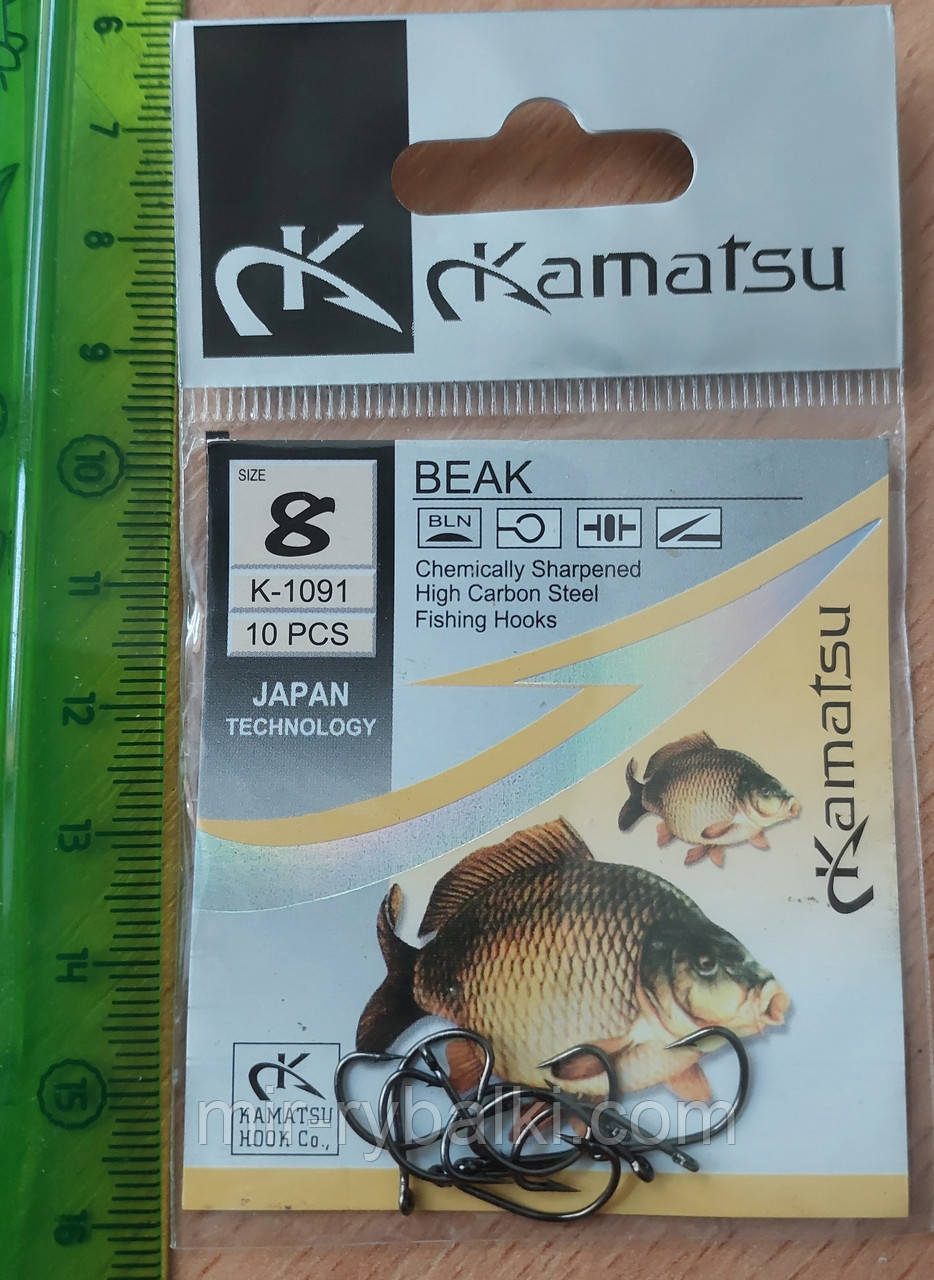 Kamatsu
SIZE
8
K-1091
10 PCS
JAPAN
TECHNOLOGY
BEAK
BLN
Chemically Sharpened
High Carbon Steel
Fishing Hooks
Kamatsu
K
KAMATSU
HOOK Co.,
mir-rybalki.com
6
7
8
9
10
11
12
13
14
15
16